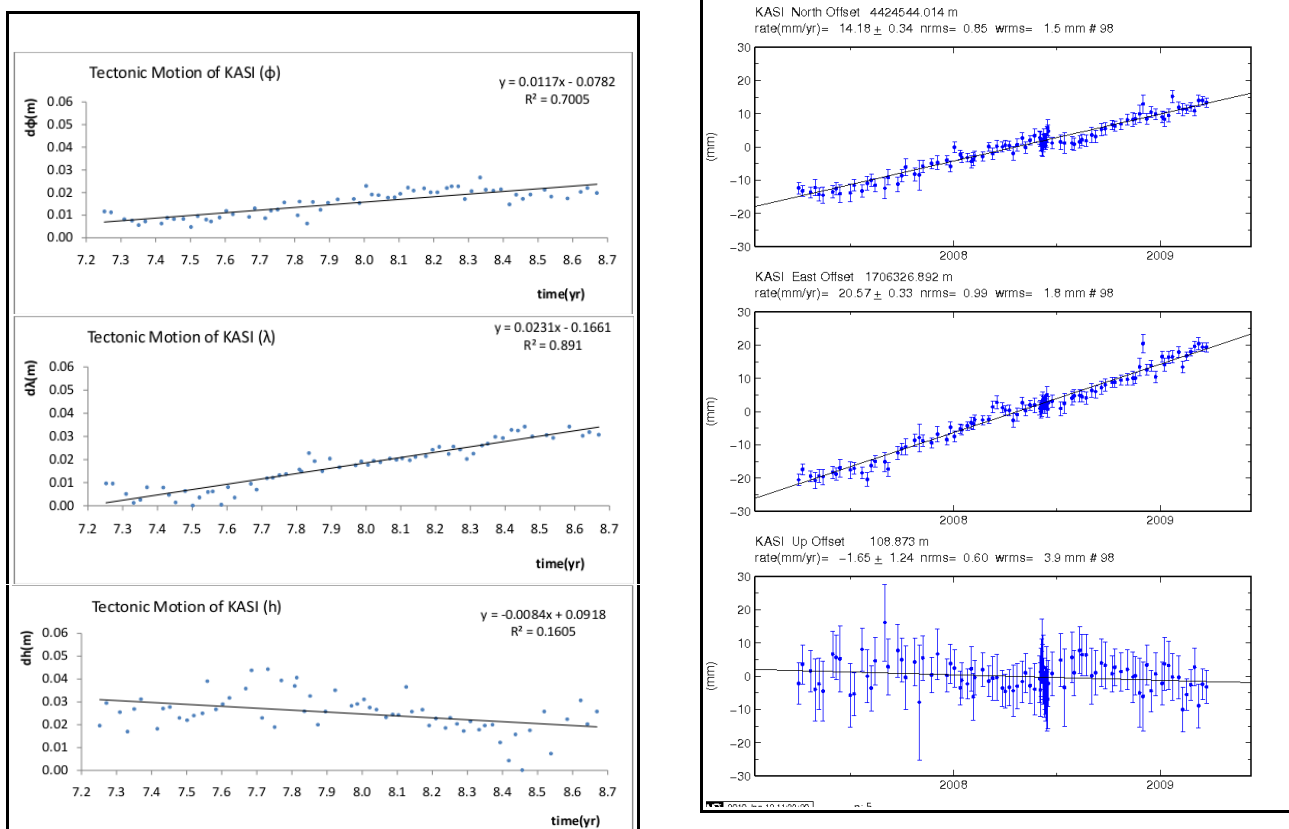 Tectonic Motion of KASI (ϕ)
y = 0.0117x - 0.0782
R² = 0.7005
dϕ(m)
0.06
0.05
0.04
0.03
0.02
0.01
0.00
7.2 7.3 7.4 7.5 7.6 7.7 7.8 7.9 8.0 8.1 8.2 8.3 8.4 8.5 8.6 8.7
time(yr)
Tectonic Motion of KASI (λ)
y = 0.0231x - 0.1661
R² = 0.891
dλ(m)
0.06
0.05
0.04
0.03
0.02
0.01
0.00
7.2 7.3 7.4 7.5 7.6 7.7 7.8 7.9 8.0 8.1 8.2 8.3 8.4 8.5 8.6 8.7
time(yr)
Tectonic Motion of KASI (h)
y = -0.0084x + 0.0918
R² = 0.1605
dh(m)
0.06
0.05
0.04
0.03
0.02
0.01
0.00
7.2 7.3 7.4 7.5 7.6 7.7 7.8 7.9 8.0 8.1 8.2 8.3 8.4 8.5 8.6 8.7
time(yr)
KASI North Offset 4424544.014 m
rate(mm/yr)= 14.18 ± 0.34 nrms= 0.85 wrms= 1.5 mm # 98
(mm)
30
20
10
0
−10
−20
−30
2008 2009
KASI East Offset 1706326.892 m
rate(mm/yr)= 20.57 ± 0.33 nrms= 0.99 wrms= 1.8 mm # 98
(mm)
30
20
10
0
−10
−20
−30
2008 2009
KASI Up Offset 108.873 m
rate(mm/yr)= −1.65 ± 1.24 nrms= 0.60 wrms= 3.9 mm # 98
(mm)
30
20
10
0
−10
−20
−30
2008 2009